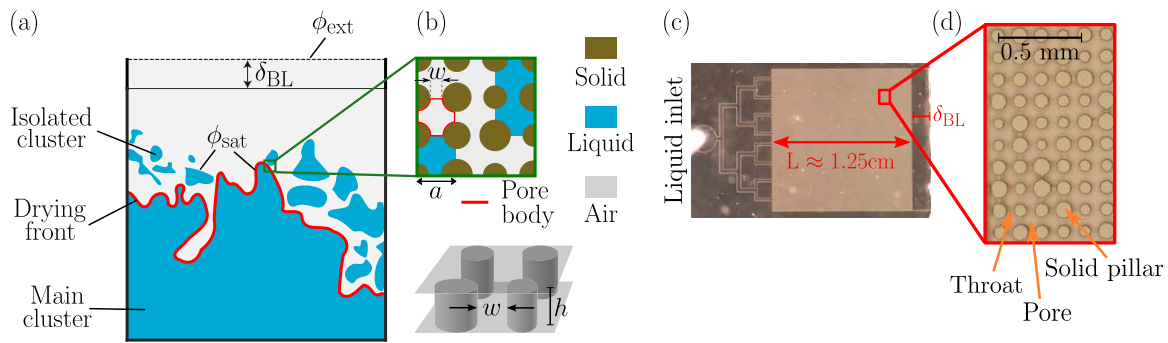 (a)
ϕext
δBL
Isolated
cluster
ϕsat
Drying
front
Main
cluster
(b)
w
a
Pore
body
Solid
Liquid
Air
w
h
(c)
Liquid inlet
L ≈ 1.25cm
δBL
(d)
0.5 mm
Throat
Pore
Solid pillar